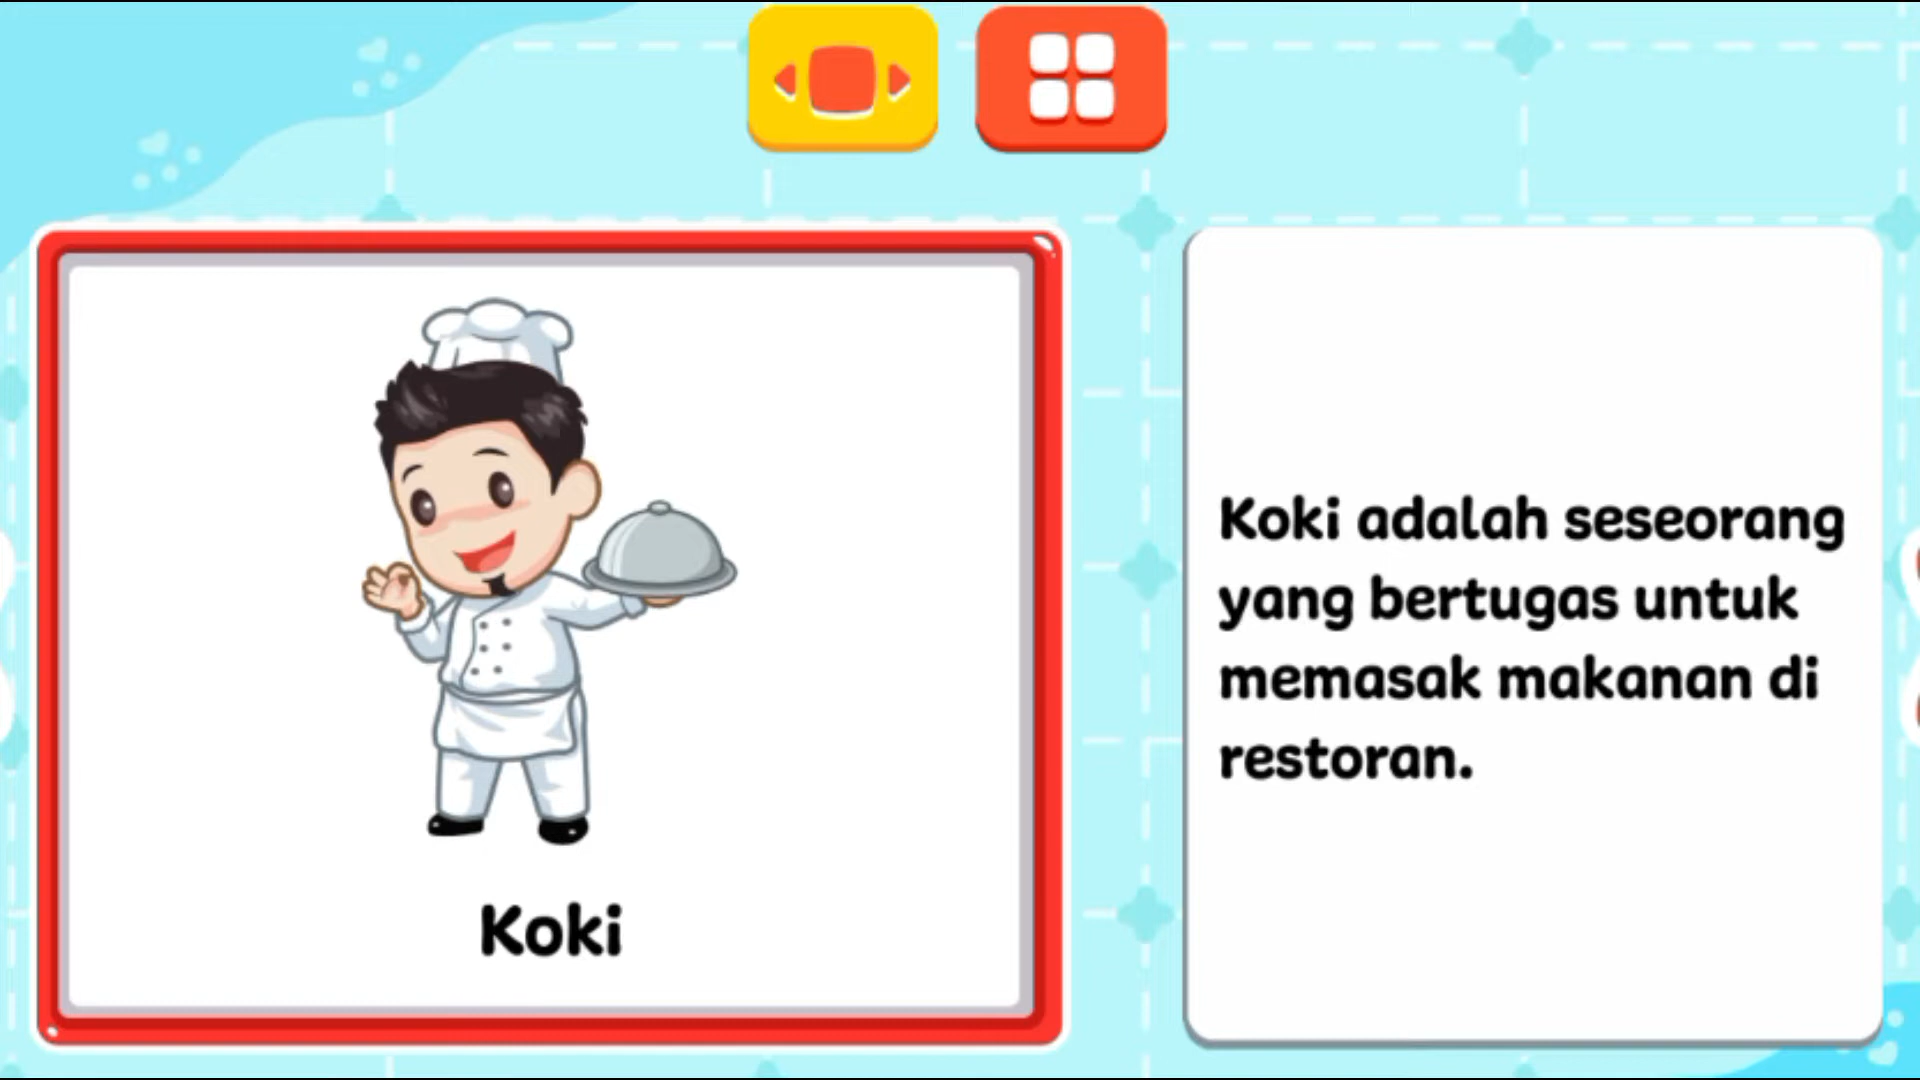 Koki
Koki adalah seseorang
yang bertugas untuk
memasak makanan di
restoran.